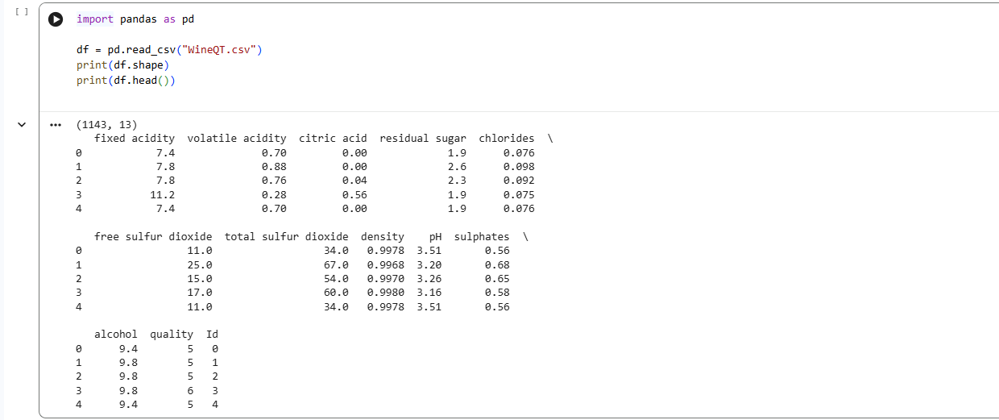 [ ]
import pandas as pd
df = pd.read_csv("WineQT.csv")
print(df.shape)
print(df.head())
(1143, 13)
   fixed acidity  volatile acidity  citric acid  residual sugar  chlorides  \
0            7.4              0.70         0.00             1.9      0.076
1            7.8              0.88         0.00             2.6      0.098
2            7.8              0.76         0.04             2.3      0.092
3           11.2              0.28         0.56             1.9      0.075
4            7.4              0.70         0.00             1.9      0.076
   free sulfur dioxide  total sulfur dioxide  density    pH  sulphates  \
0                 11.0                  34.0   0.9978  3.51       0.56
1                 25.0                  67.0   0.9968  3.20       0.68
2                 15.0                  54.0   0.9970  3.26       0.65
3                 17.0                  60.0   0.9980  3.16       0.58
4                 11.0                  34.0   0.9978  3.51       0.56
   alcohol  quality  Id
0      9.4        5   0
1      9.8        5   1
2      9.8        5   2
3      9.8        6   3
4      9.4        5   4